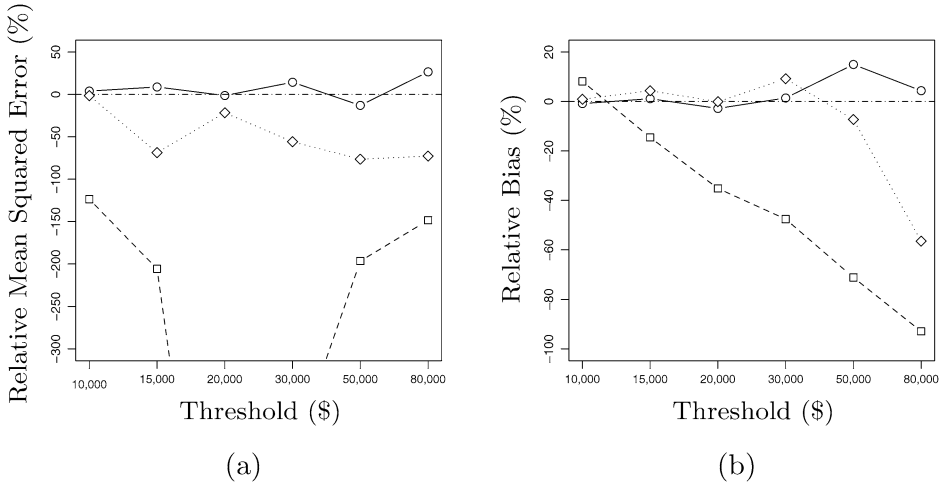 Relative Mean Squared Error (%)
50
0
−50
−100
−150
−200
−250
−300
10,000 15,000 20,000 30,000 50,000 80,000
Threshold ($)
(a)
Relative Bias (%)
20
0
−20
−40
−60
−80
−100
10,000 15,000 20,000 30,000 50,000 80,000
Threshold ($)
(b)